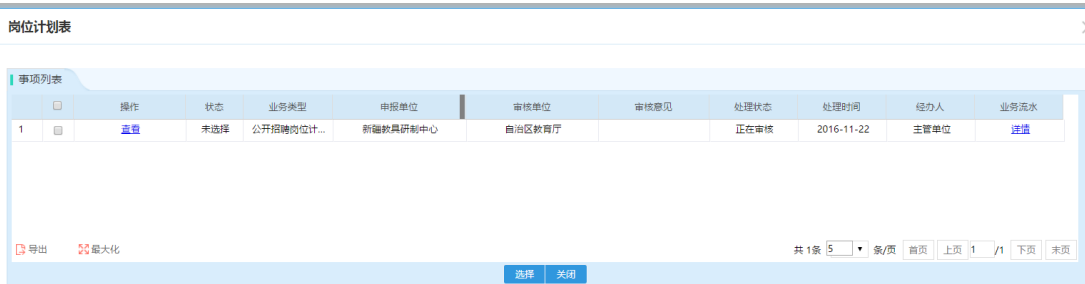 岗位计划表
事项列表
操作 状态 业务类型 申报单位 审核单位 审核意见 处理状态 处理时间 经办人 业务流水
1 查看 未选择 公开招聘岗位计... 新疆教具研制中心 自治区教育厅 正在审核 2016-11-22 主管单位 详情
导出 最大化 共 1条 5 条/页 首页 上页 1 /1 下页 末页
选择 关闭